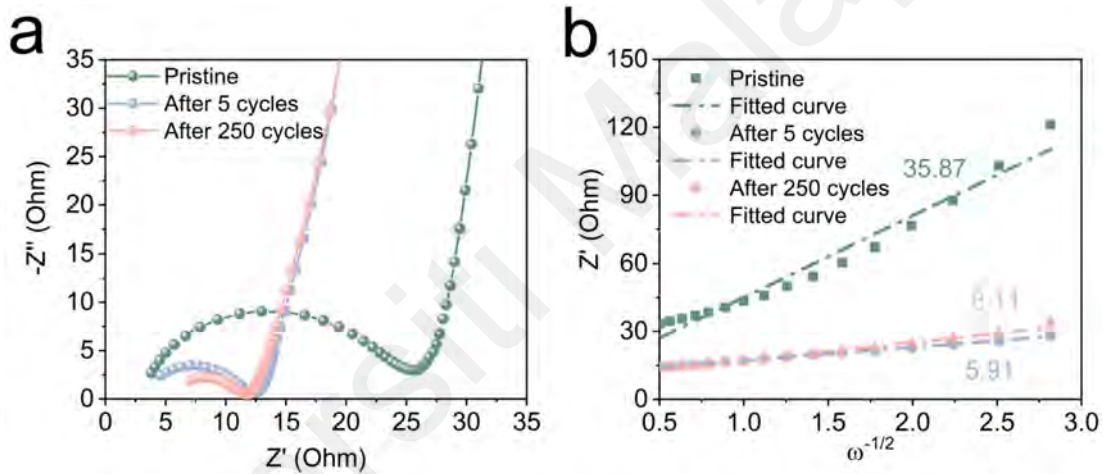 a
35
30
25
20
15
10
5
0
-Z" (Ohm)
Pristine
After 5 cycles
After 250 cycles
0 5 10 15 20 25 30 35
Z' (Ohm)
b
150
120
90
60
30
0
Z' (Ohm)
Pristine
Fitted curve
After 5 cycles
Fitted curve
After 250 cycles
Fitted curve
35.87
8.11
5.91
0.5 1.0 1.5 2.0 2.5 3.0
ω-1/2